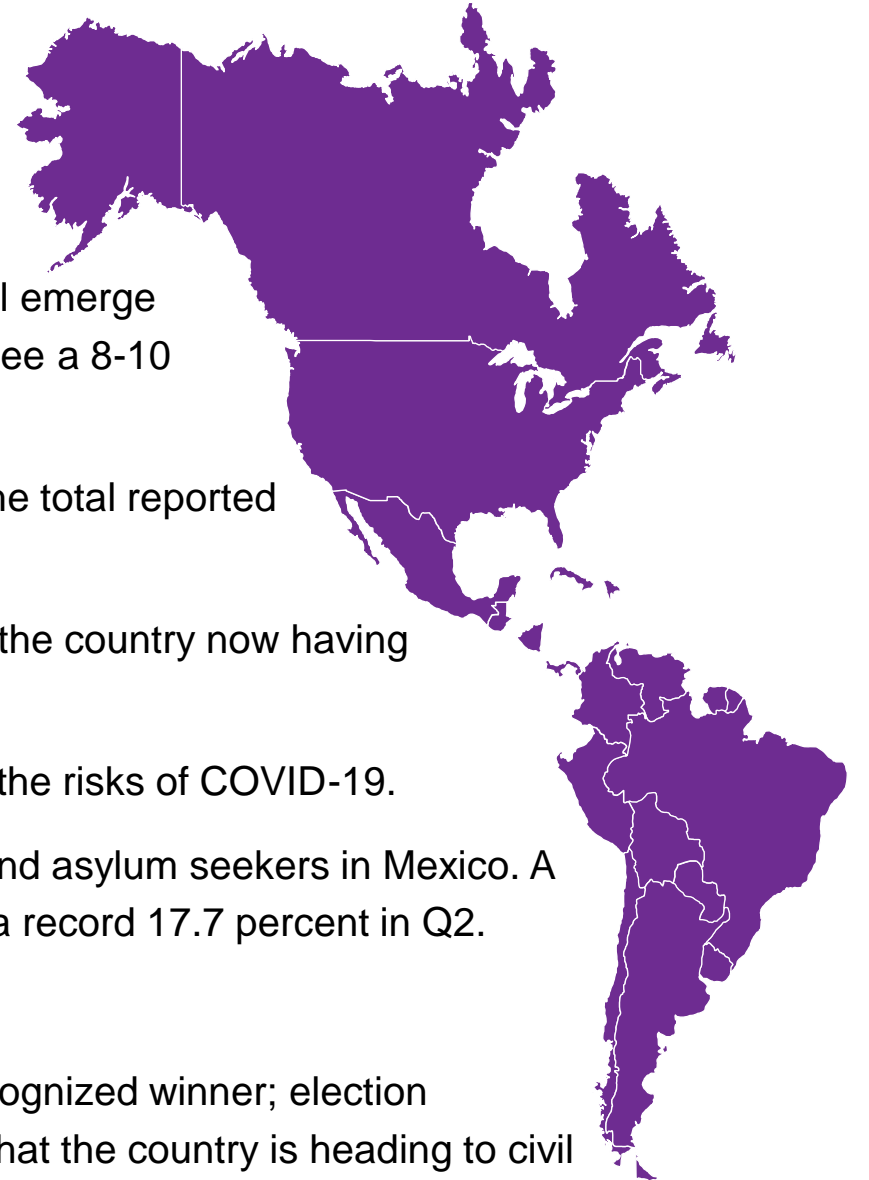 l emerge
ee a 8-10
he total reported
the country now having
the risks of COVID-19.
nd asylum seekers in Mexico. A
a record 17.7 percent in Q2.
ognized winner; election
hat the country is heading to civil